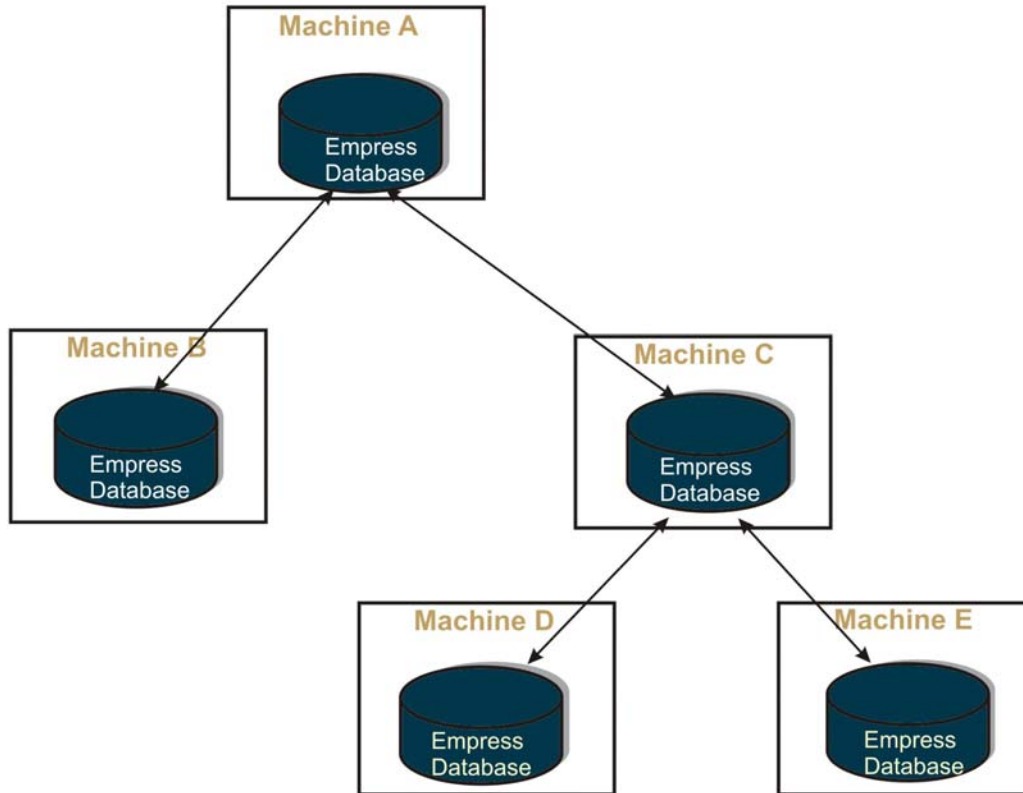 Machine A
Empress
Database
Machine B
Empress
Database
Machine C
Empress
Database
Machine D
Empress
Database
Machine E
Empress
Database